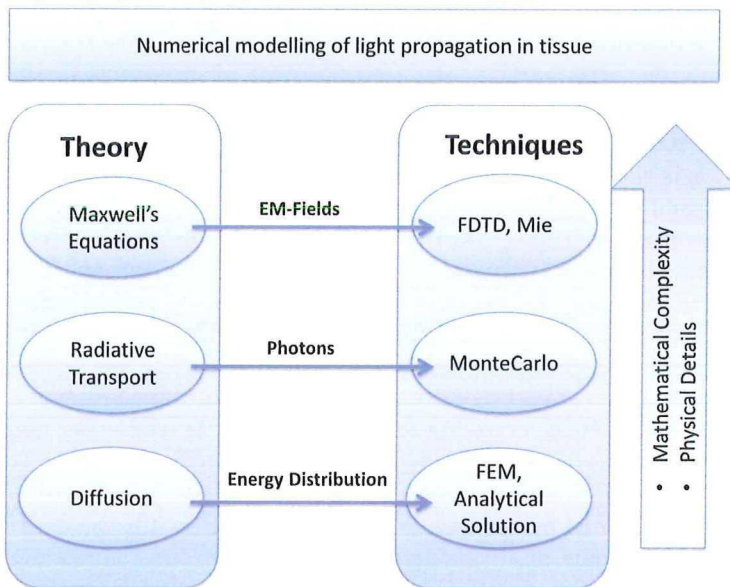 Numerical modelling of light propagation in tissue
Theory
Techniques
Maxwell's
Equations
EM-Fields
FDTD, Mie
Radiative
Transport
Photons
MonteCarlo
Diffusion
Energy Distribution
FEM,
Analytical
Solution
• Mathematical Complexity
• Physical Details